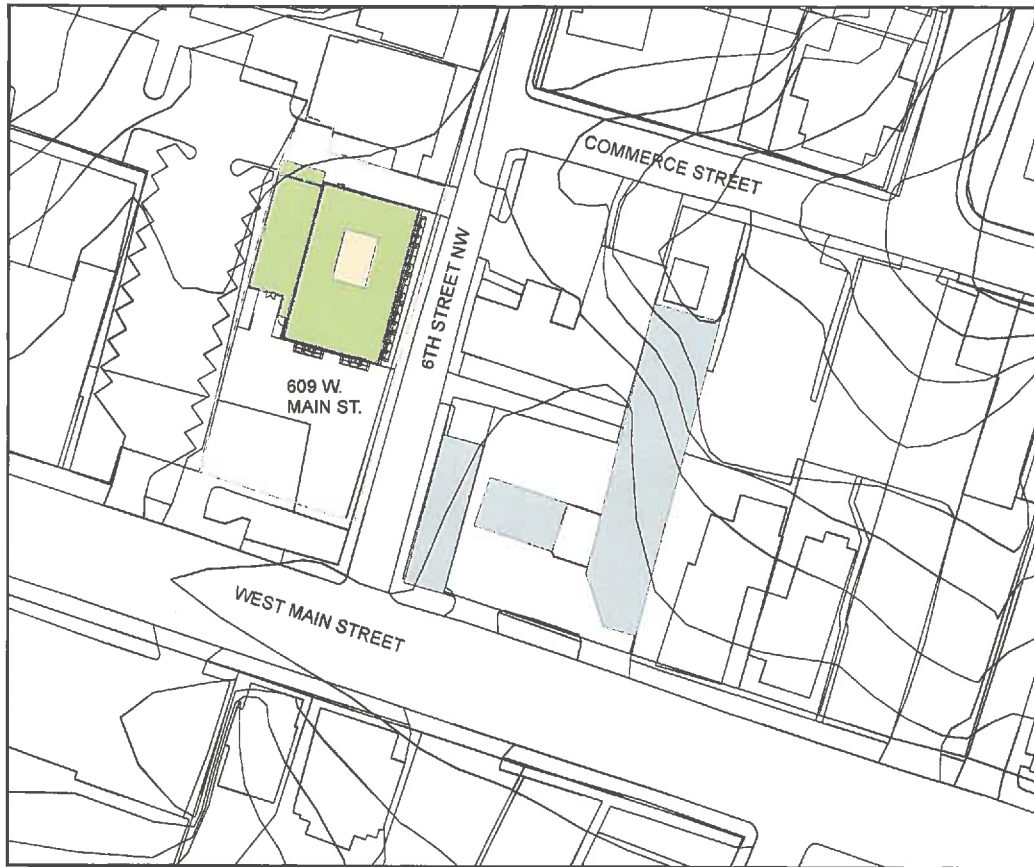 COMMERCE STREET
6TH STREET NW
609 W.
MAIN ST.
WEST MAIN STREET